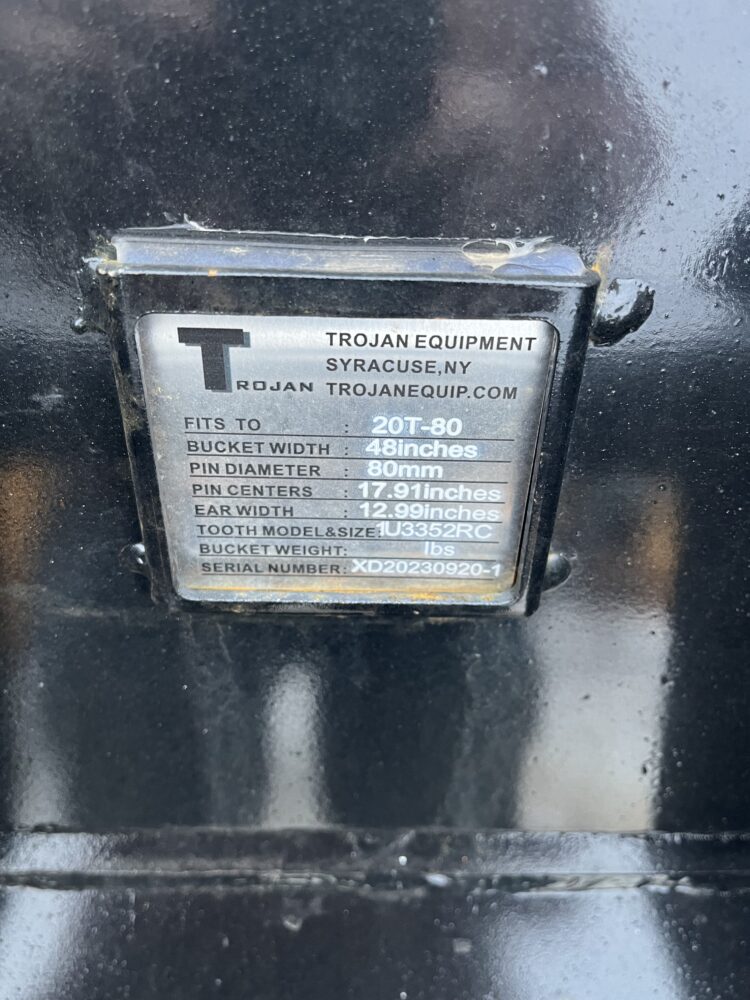 TROJAN
TROJAN EQUIPMENT
SYRACUSE,NY
TROJANEQUIP.COM
FITS TO : 20T-80
BUCKET WIDTH : 48inches
PIN DIAMETER : 80mm
PIN CENTERS : 17.91inches
EAR WIDTH : 12.99inches
TOOTH MODEL&SIZE: 1U3352RC
BUCKET WEIGHT: lbs
SERIAL NUMBER: XD20230920-1